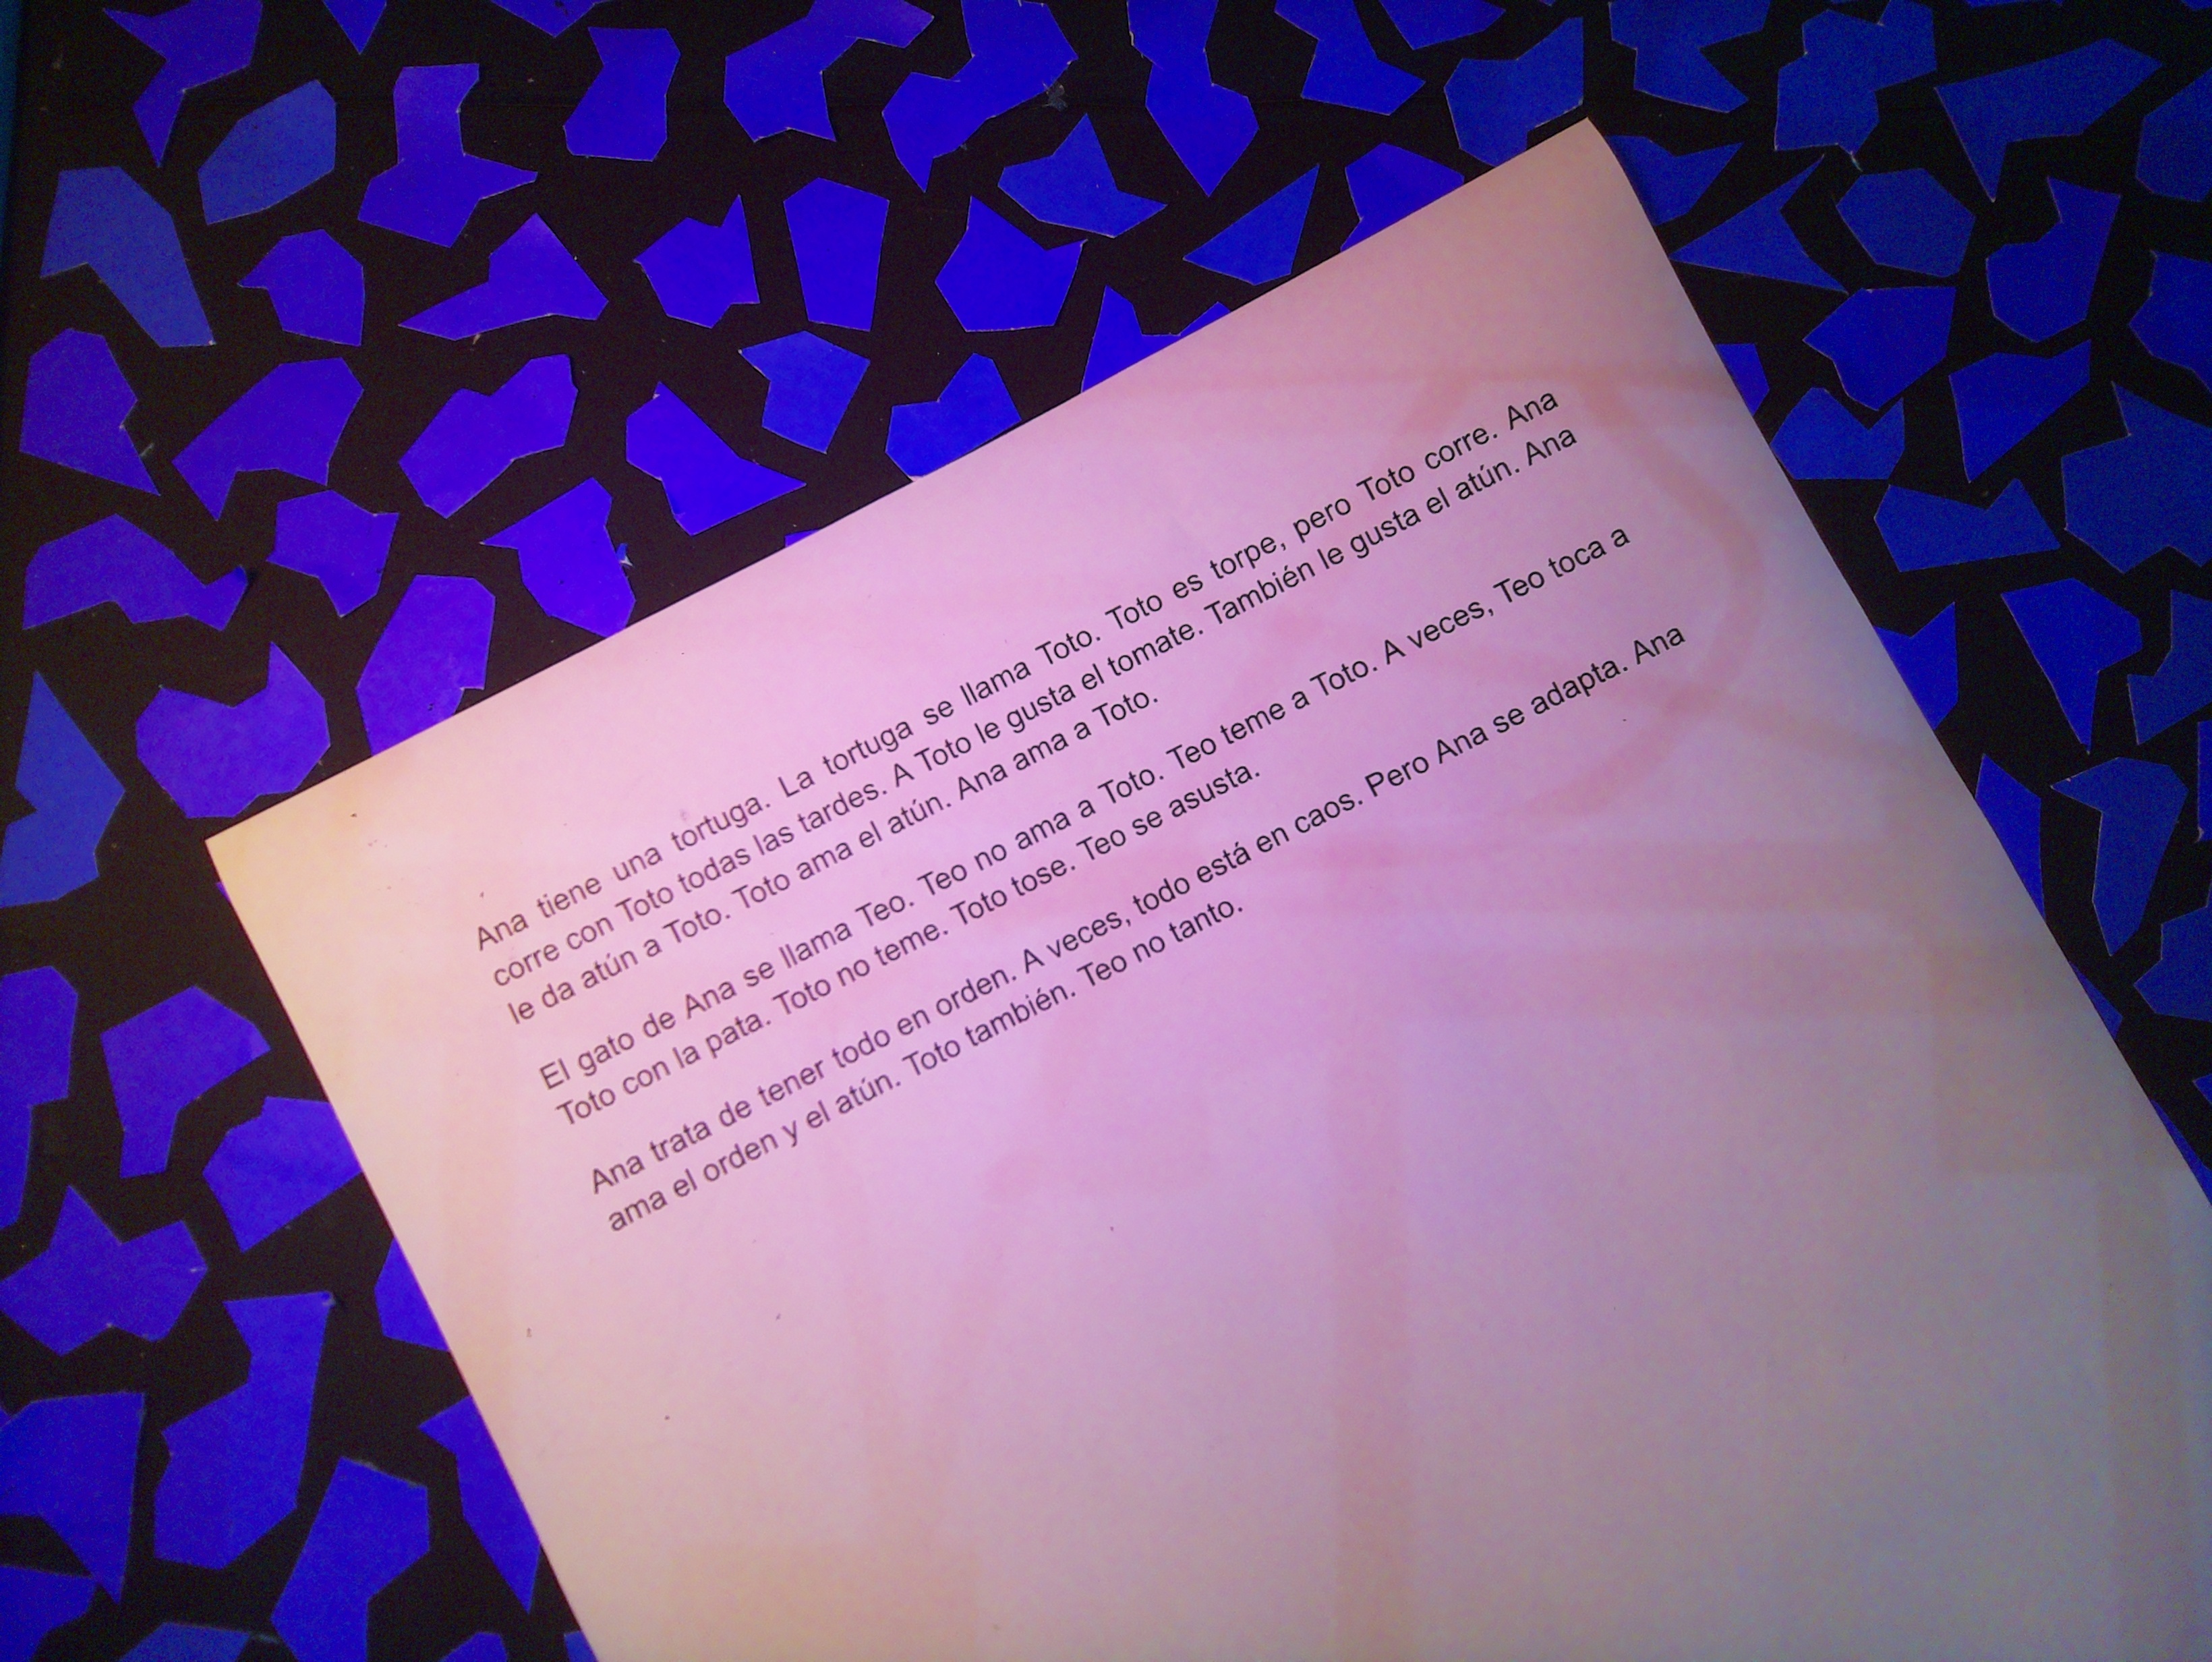 Ana tiene una tortuga. La tortuga se llama Toto. Toto es torpe, pero Toto corre. Ana
corre con Toto todas las tardes. A Toto le gusta el tomate. También le gusta el atún. Ana
le da atún a Toto. Toto ama el atún. Ana ama a Toto.
El gato de Ana se llama Teo. Teo no ama a Toto. Teo teme a Toto. A veces, Teo toca a
Toto con la pata. Toto no teme. Toto tose. Teo se asusta.
Ana trata de tener todo en orden. A veces, todo está en caos. Pero Ana se adapta. Ana
ama el orden y el atún. Toto también. Teo no tanto.